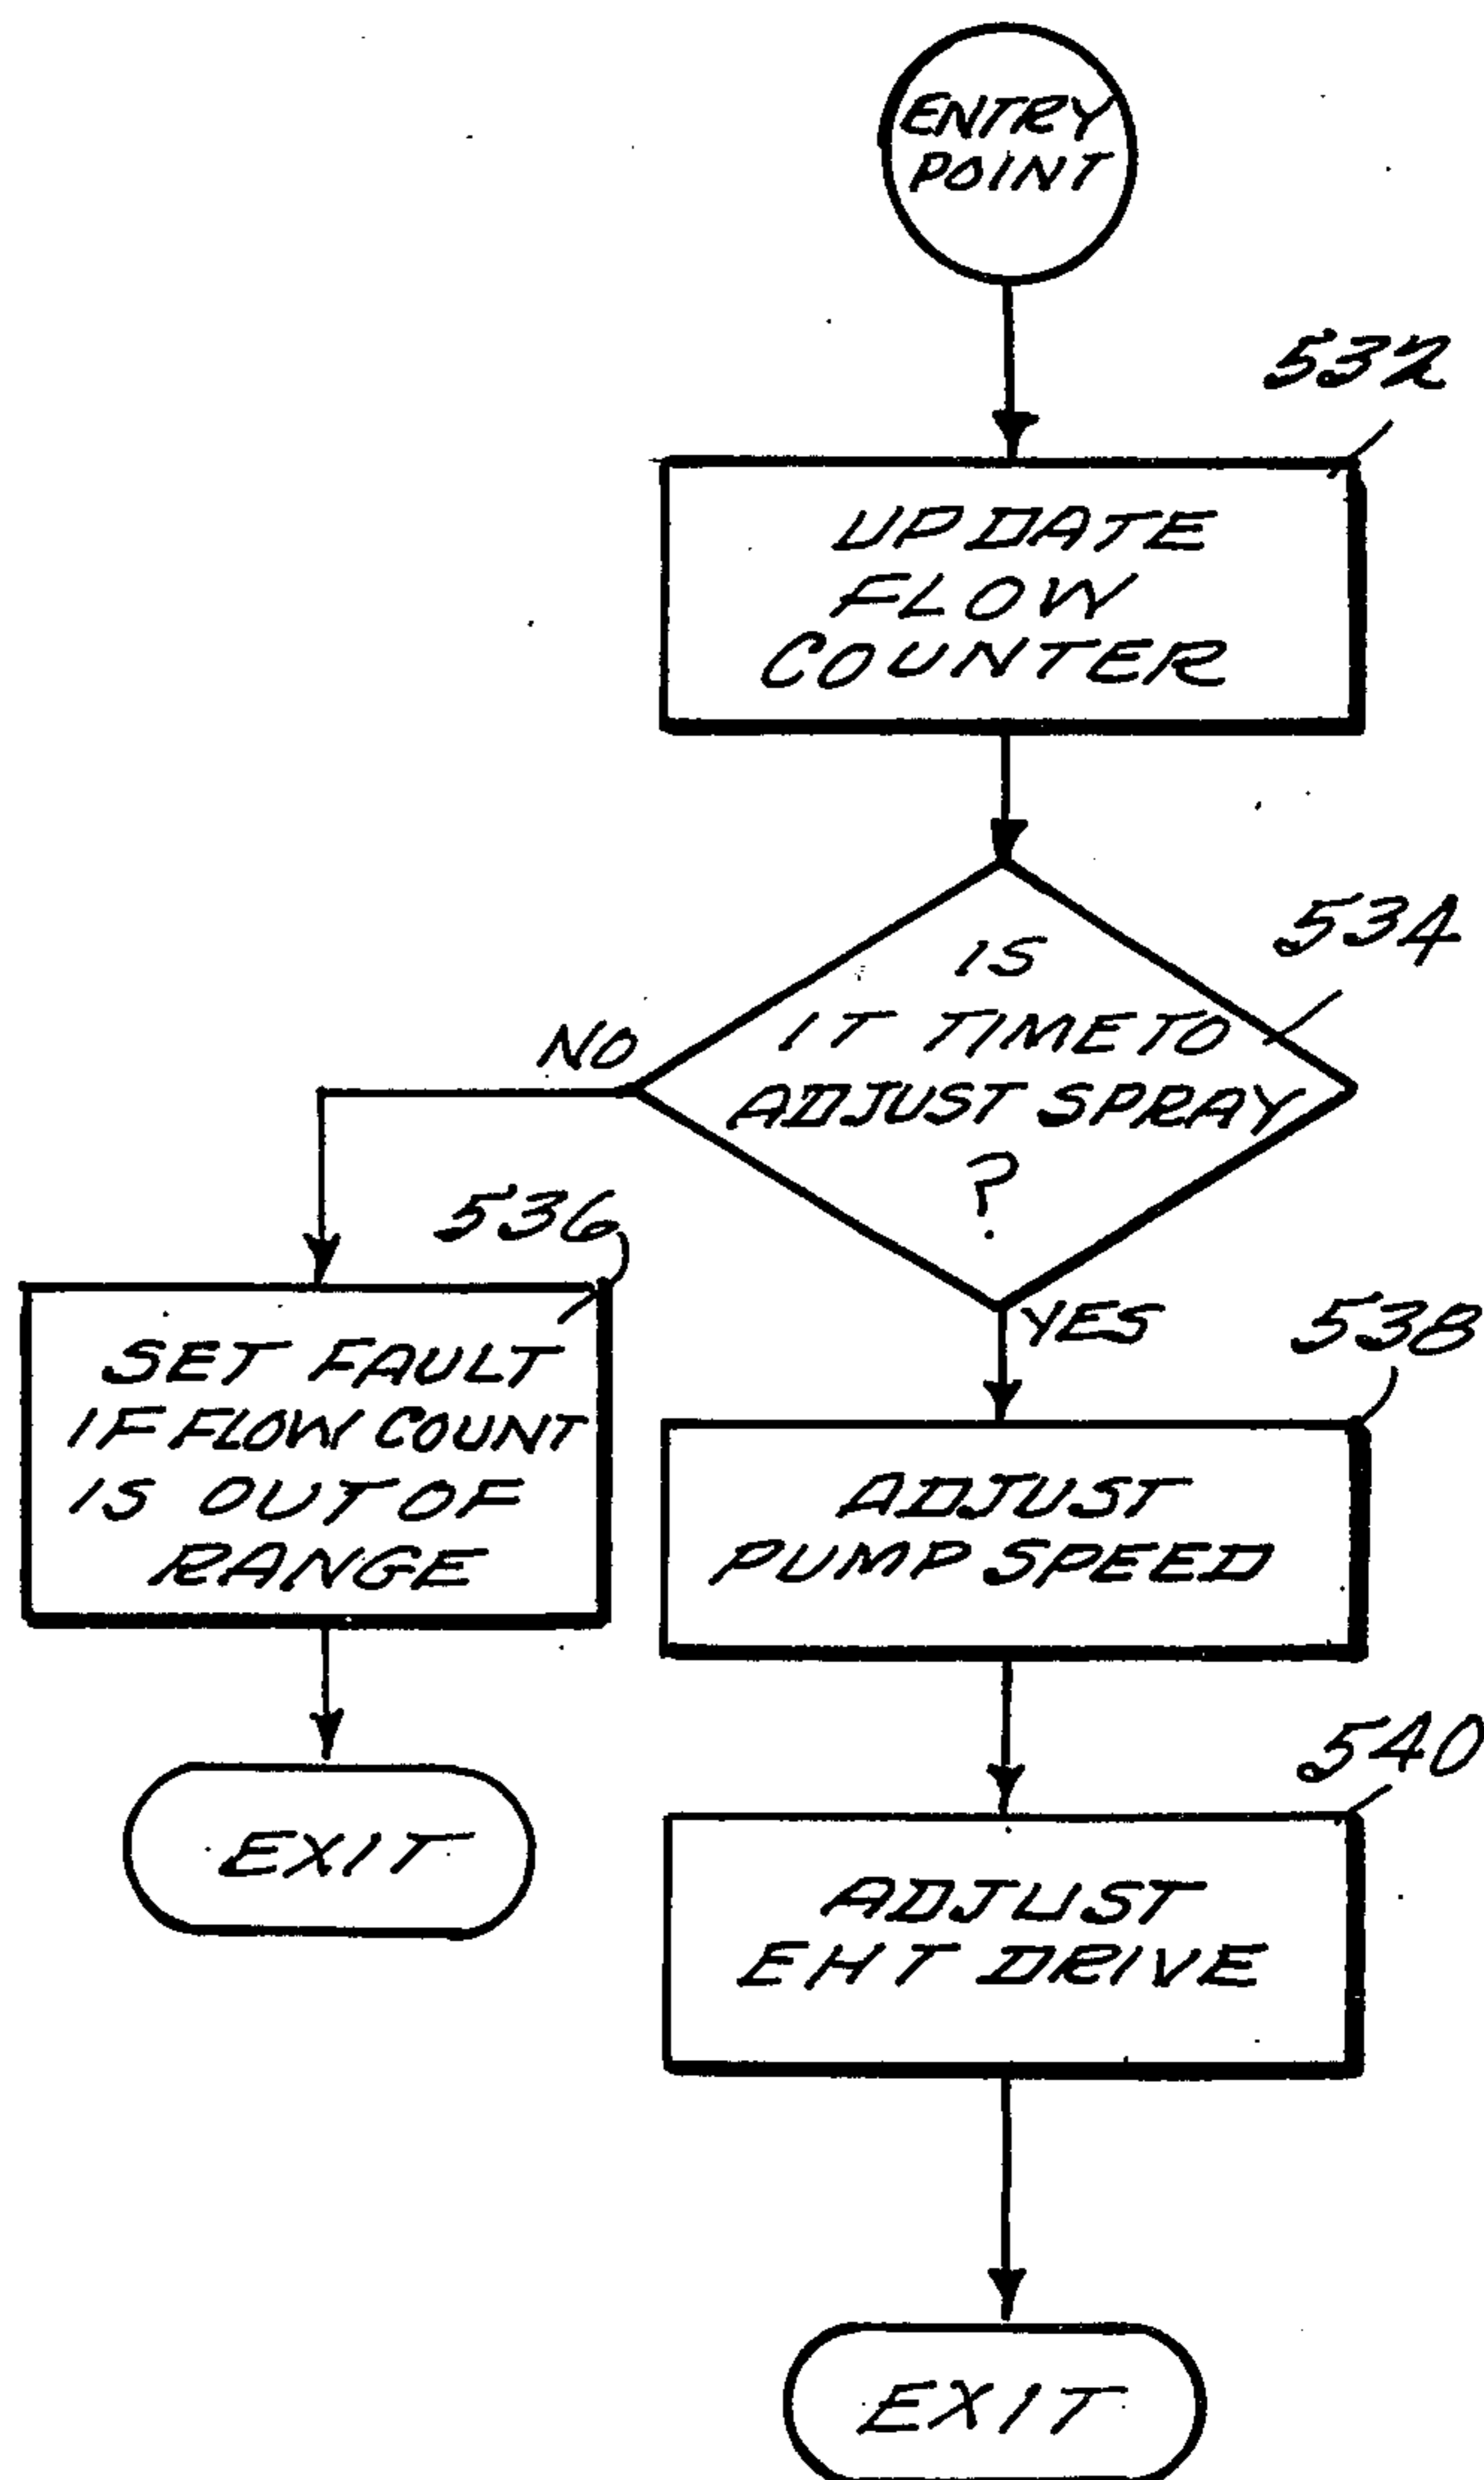 ENTRY
POINT
532
UPDATE
FLOW
COUNTER
534
IS
IT TIME TO
ADJUST SPRAY
?
NO
YES
536
SET FAULT
IF FLOW COUNT
IS OUT OF
RANGE
EXIT
538
ADJUST
PUMP SPEED
540
ADJUST
EHT DRIVE
EXIT